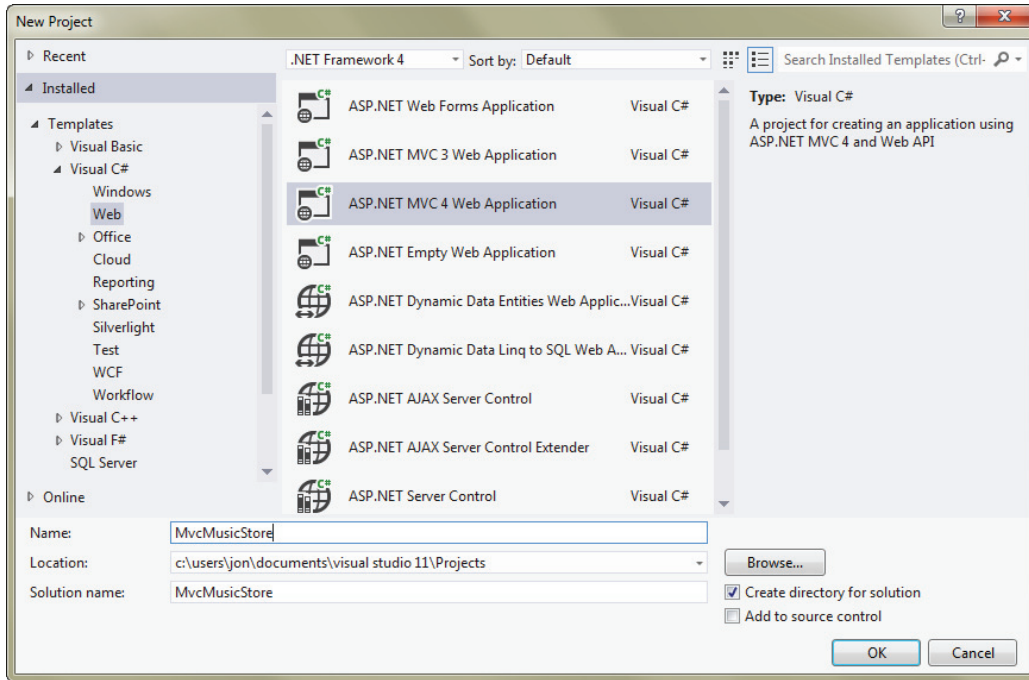 New Project
Recent
Installed
Templates
Visual Basic
Visual C#
Windows
Web
Office
Cloud
Reporting
SharePoint
Silverlight
Test
WCF
Workflow
Visual C++
Visual F#
SQL Server
Online
.NET Framework 4 Sort by: Default
Search Installed Templates (Ctrl-
ASP.NET Web Forms Application Visual C#
ASP.NET MVC 3 Web Application Visual C#
ASP.NET MVC 4 Web Application Visual C#
ASP.NET Empty Web Application Visual C#
ASP.NET Dynamic Data Entities Web Applic...Visual C#
ASP.NET Dynamic Data Linq to SQL Web A... Visual C#
ASP.NET AJAX Server Control Visual C#
ASP.NET AJAX Server Control Extender Visual C#
ASP.NET Server Control Visual C#
Type: Visual C#
A project for creating an application using
ASP.NET MVC 4 and Web API
Name: MvcMusicStore
Location: c:\users\jon\documents\visual studio 11\Projects
Solution name: MvcMusicStore
Browse...
Create directory for solution
Add to source control
OK Cancel